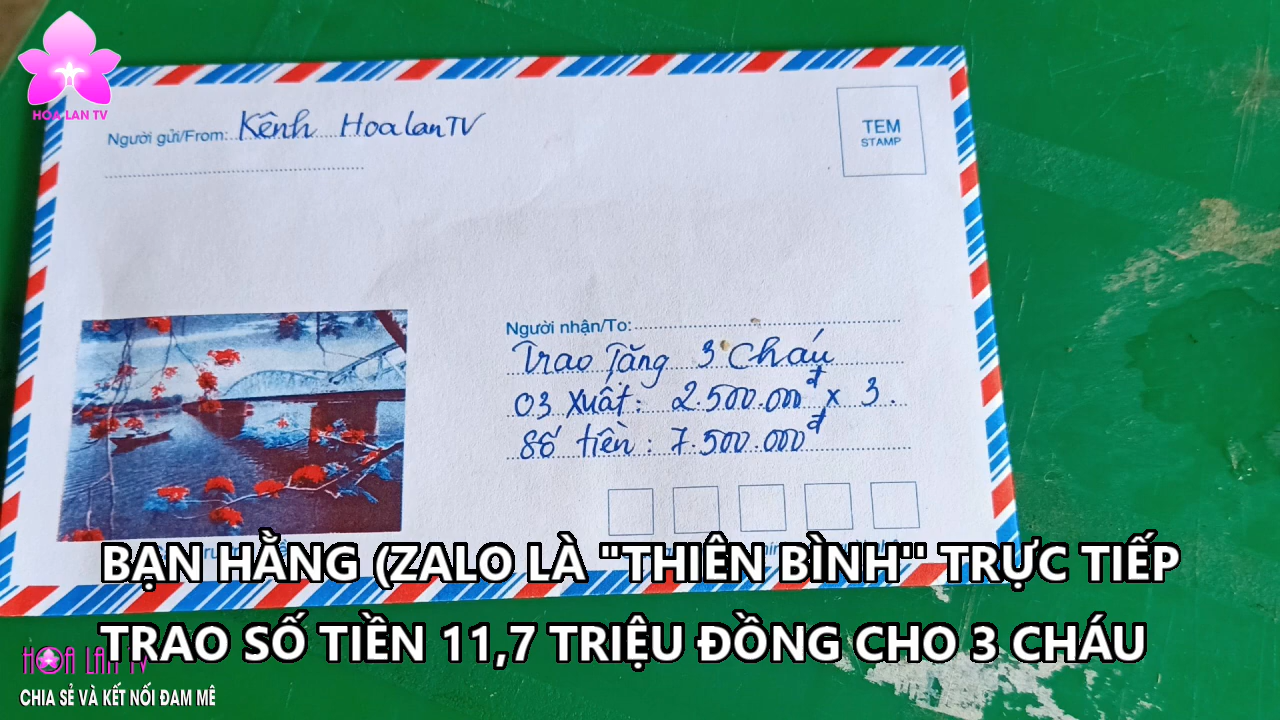 HOA LAN TV
Người gửi/From: Kênh HoalanTV
TEM
STAMP
Người nhận/To:
Trao Tặng 3 Cháu
03 Xuất: 2.500.000đ x 3.
Số tiền: 7.500.000đ
BẠN HẰNG (ZALO LÀ "THIÊN BÌNH" TRỰC TIẾP
TRAO SỐ TIỀN 11,7 TRIỆU ĐỒNG CHO 3 CHÁU
HOA LAN TV
CHIA SẺ VÀ KẾT NỐI ĐAM MÊ